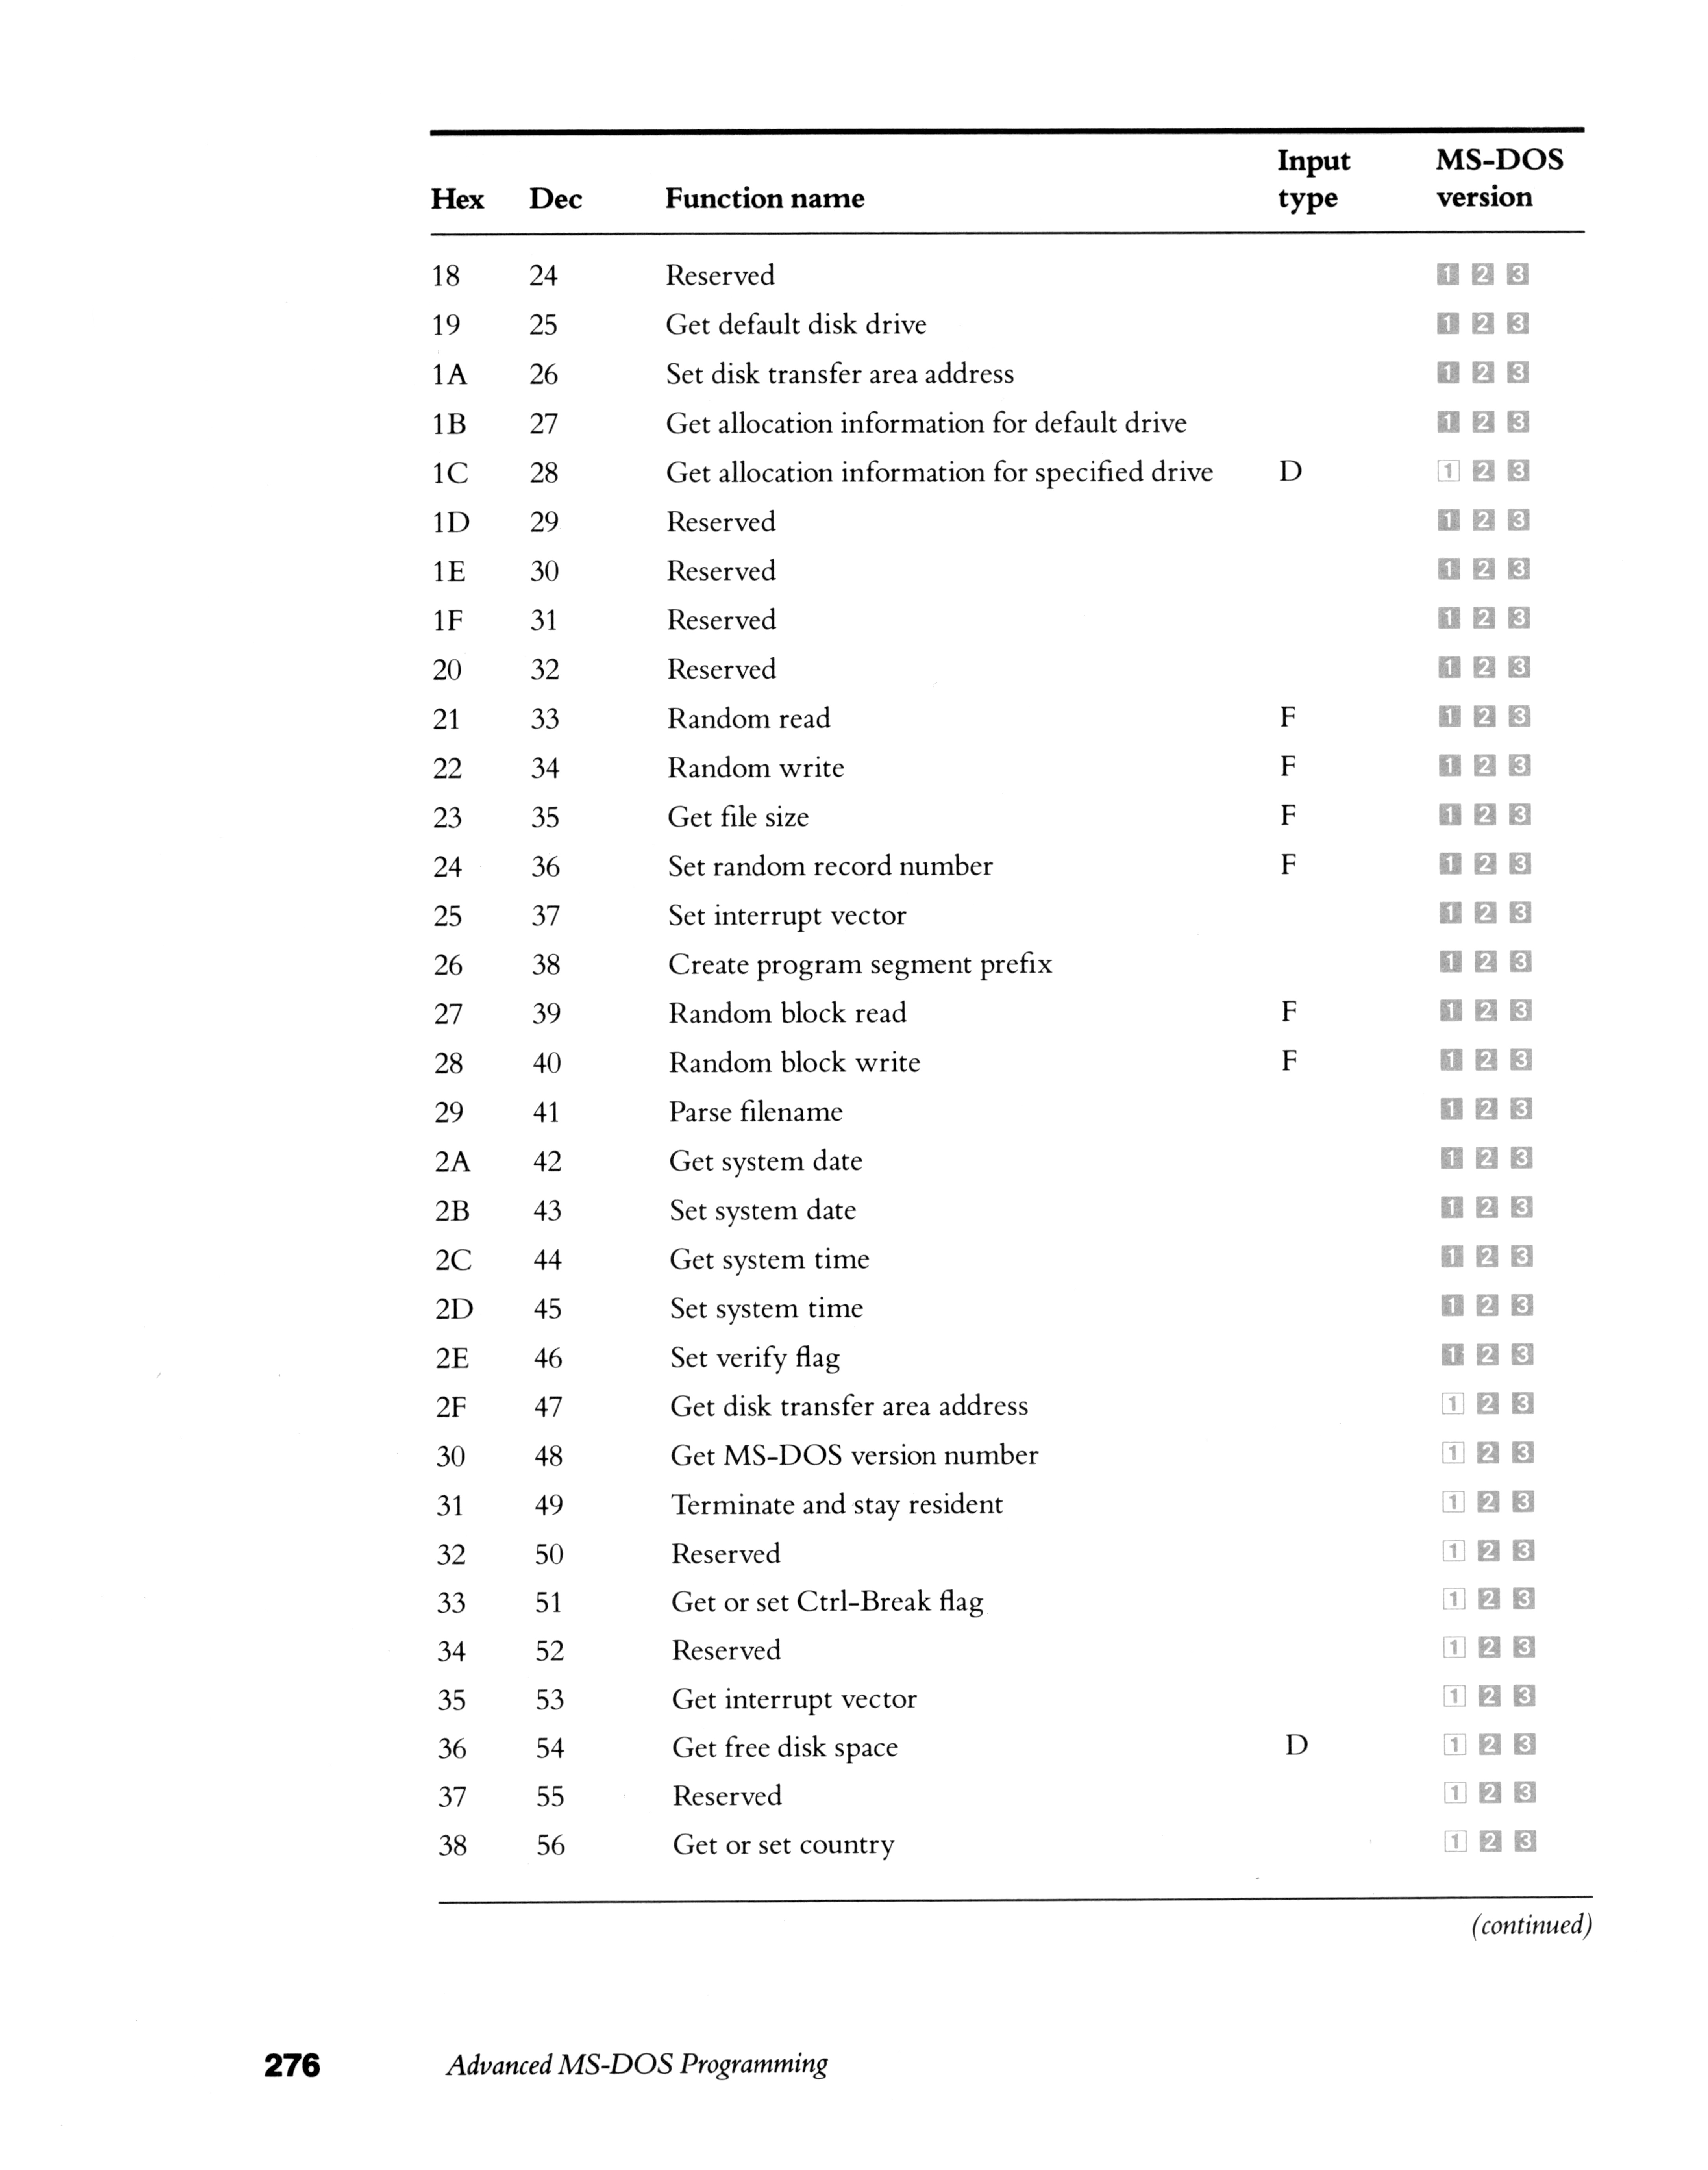 Input MS-DOS
Hex Dec Function name type version
18 24 Reserved 1 2 3
19 25 Get default disk drive 1 2 3
1A 26 Set disk transfer area address 1 2 3
1B 27 Get allocation information for default drive 1 2 3
1C 28 Get allocation information for specified drive D 1 2 3
1D 29 Reserved 1 2 3
1E 30 Reserved 1 2 3
1F 31 Reserved 1 2 3
20 32 Reserved 1 2 3
21 33 Random read F 1 2 3
22 34 Random write F 1 2 3
23 35 Get file size F 1 2 3
24 36 Set random record number F 1 2 3
25 37 Set interrupt vector 1 2 3
26 38 Create program segment prefix 1 2 3
27 39 Random block read F 1 2 3
28 40 Random block write F 1 2 3
29 41 Parse filename 1 2 3
2A 42 Get system date 1 2 3
2B 43 Set system date 1 2 3
2C 44 Get system time 1 2 3
2D 45 Set system time 1 2 3
2E 46 Set verify flag 1 2 3
2F 47 Get disk transfer area address 1 2 3
30 48 Get MS-DOS version number 1 2 3
31 49 Terminate and stay resident 1 2 3
32 50 Reserved 1 2 3
33 51 Get or set Ctrl-Break flag 1 2 3
34 52 Reserved 1 2 3
35 53 Get interrupt vector 1 2 3
36 54 Get free disk space D 1 2 3
37 55 Reserved 1 2 3
38 56 Get or set country 1 2 3
(continued)
276 Advanced MS-DOS Programming